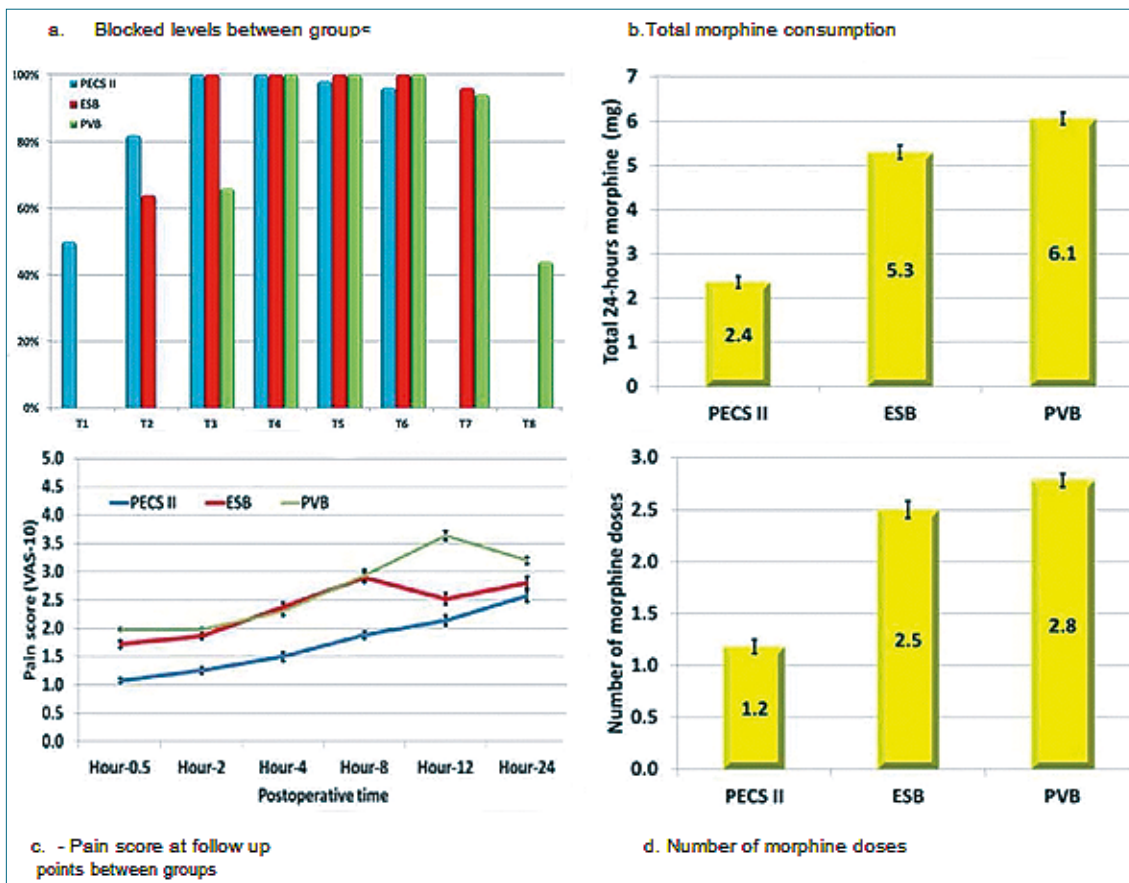 a. Blocked levels between groups
100%
80%
60%
40%
20%
0%
PECS II
ESB
PVB
T1 T2 T3 T4 T5 T6 T7 T8
b.Total morphine consumption
Total 24-hours morphine (mg)
7
6
5
4
3
2
1
0
2.4
5.3
6.1
PECS II ESB PVB
Pain score (VAS-10)
5.0
4.5
4.0
3.5
3.0
2.5
2.0
1.5
1.0
0.5
0.0
PECS II ESB PVB
Hour-0.5 Hour-2 Hour-4 Hour-8 Hour-12 Hour-24
Postoperative time
c. - Pain score at follow up
points between groups
Number of morphine doses
3.0
2.5
2.0
1.5
1.0
0.5
0.0
1.2
2.5
2.8
PECS II ESB PVB
d. Number of morphine doses